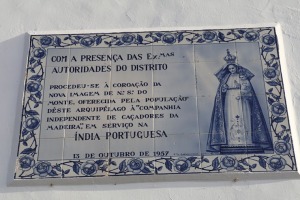 COM A PRESENÇA DAS EX.MAS
AUTORIDADES DO DISTRITO
PROCEDEU-SE À COROAÇÃO DA
NOVA IMAGEM DE N.ª S.ª DO
MONTE, OFERECIDA PELA POPULAÇÃO
DÊSTE ARQUIPÉLAGO À "COMPANHIA
INDEPENDENTE DE CAÇADORES DA
MADEIRA", EM SERVIÇO NA
ÍNDIA PORTUGUESA
13 DE OUTUBRO DE 1957